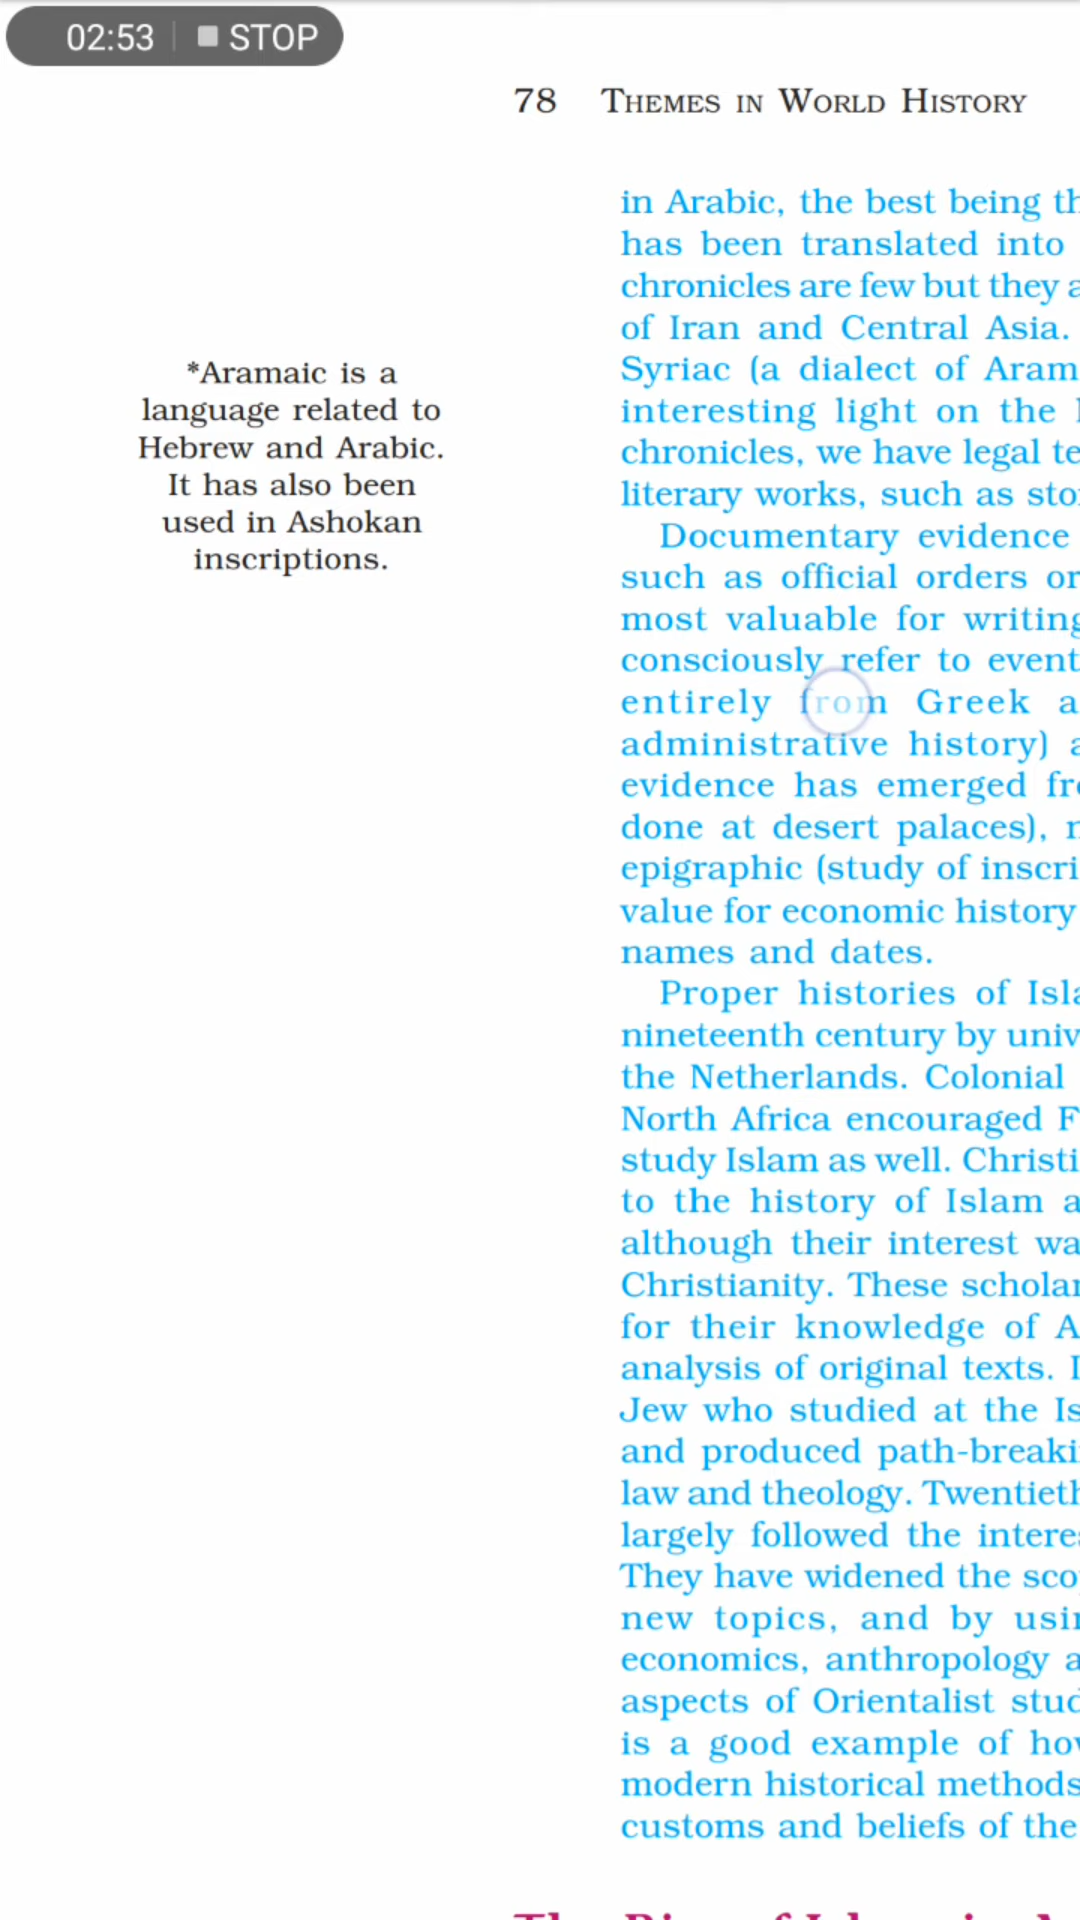 02:53 STOP
78 THEMES IN WORLD HISTORY
*Aramaic is a
language related to
Hebrew and Arabic.
It has also been
used in Ashokan
inscriptions.
in Arabic, the best being
has been translated into
chronicles are few but they
of Iran and Central Asia.
Syriac (a dialect of
interesting light on the
chronicles, we have legal
literary works, such as
Documentary evidence
such as official orders or
most valuable for
consciously refer to
entirely from Greek
administrative history)
evidence has emerged
done at desert palaces),
epigraphic (study of
value for economic history
names and dates.
Proper histories of
nineteenth century by
the Netherlands. Colonial
North Africa encouraged
study Islam as well.
to the history of Islam
although their interest
Christianity. These
for their knowledge of
analysis of original texts.
Jew who studied at the
and produced
law and theology.
largely followed the
They have widened the
new topics, and by
economics, anthropology
aspects of Orientalist
is a good example of
modern historical methods
customs and beliefs of the